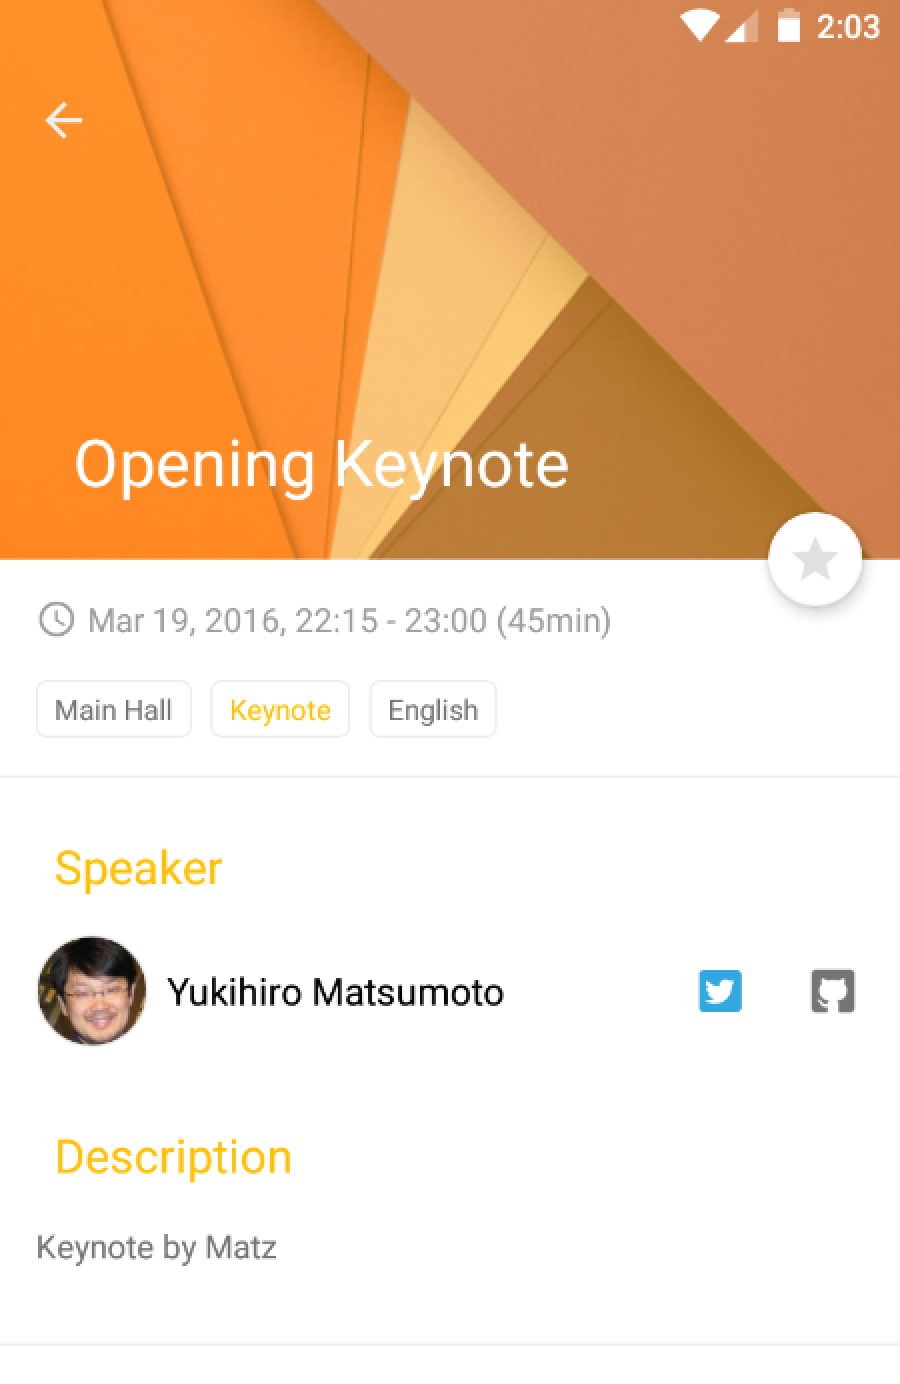 2:03
Opening Keynote
Mar 19, 2016, 22:15 - 23:00 (45min)
Main Hall Keynote English
Speaker
Yukihiro Matsumoto
Description
Keynote by Matz